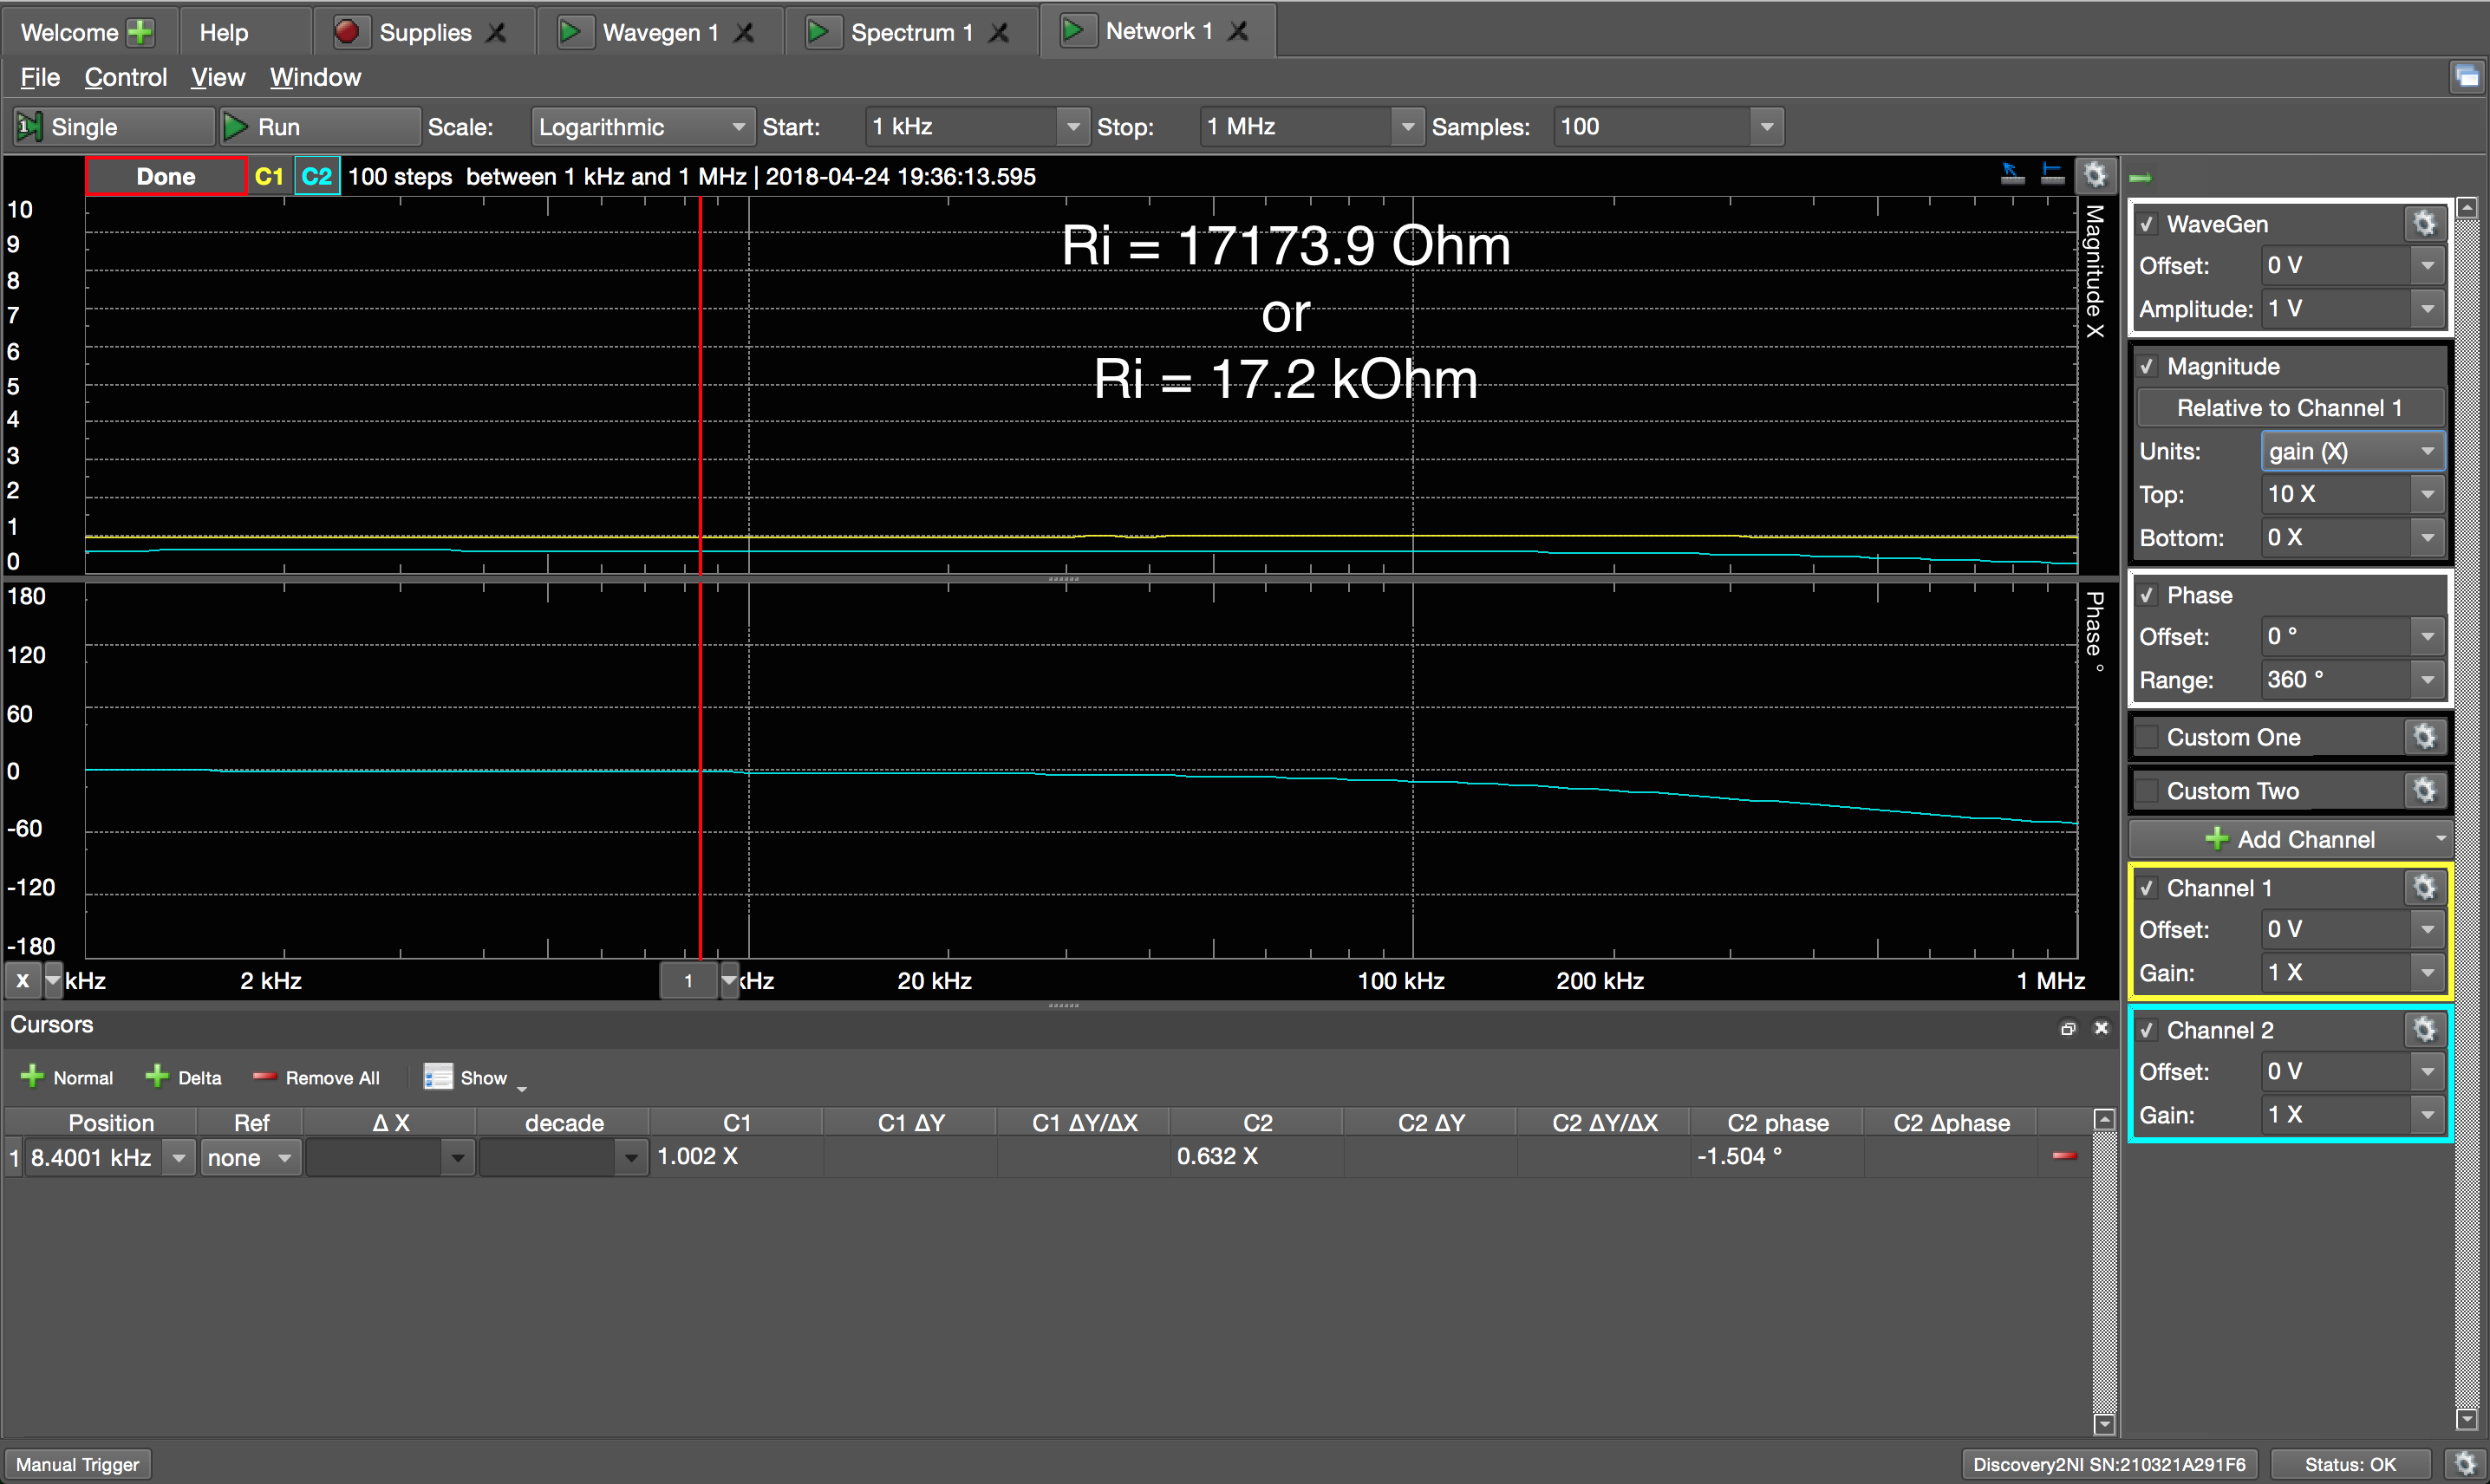 Welcome
Help
Supplies
Wavegen 1
Spectrum 1
Network 1
File Control View Window
Single
Run
Scale: Logarithmic
Start: 1 kHz
Stop: 1 MHz
Samples: 100
Done C1 C2 100 steps between 1 kHz and 1 MHz | 2018-04-24 19:36:13.595
10
9
8
7
6
5
4
3
2
1
0
Ri = 17173.9 Ohm
or
Ri = 17.2 kOhm
Magnitude X
180
120
60
0
-60
-120
-180
Phase °
X kHz
2 kHz
1
kHz
20 kHz
100 kHz
200 kHz
1 MHz
WaveGen
Offset: 0 V
Amplitude: 1 V
Magnitude
Relative to Channel 1
Units: gain (X)
Top: 10 X
Bottom: 0 X
Phase
Offset: 0 °
Range: 360 °
Custom One
Custom Two
Add Channel
Channel 1
Offset: 0 V
Gain: 1 X
Channel 2
Offset: 0 V
Gain: 1 X
Cursors
Normal Delta Remove All Show
Position Ref Δ X decade C1 C1 ΔY C1 ΔY/ΔX C2 C2 ΔY C2 ΔY/ΔX C2 phase C2 Δphase
1 8.4001 kHz none 1.002 X 0.632 X -1.504 °
Manual Trigger
Discovery2NI SN:210321A291F6
Status: OK